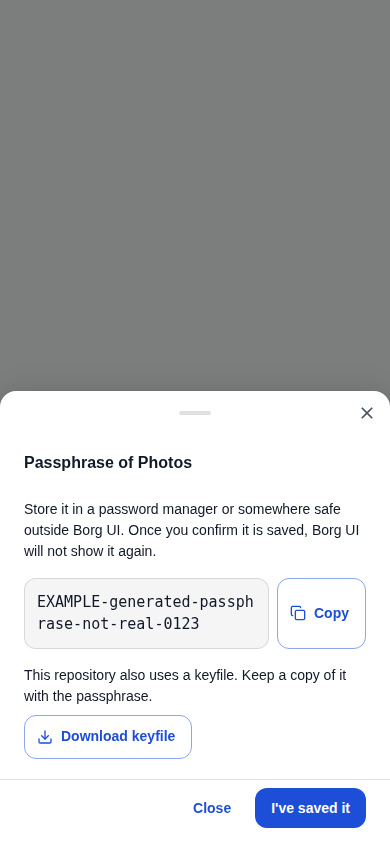 Passphrase of Photos
Store it in a password manager or somewhere safe
outside Borg UI. Once you confirm it is saved, Borg UI
will not show it again.
EXAMPLE-generated-passph
rase-not-real-0123
Copy
This repository also uses a keyfile. Keep a copy of it
with the passphrase.
Download keyfile
Close
I've saved it